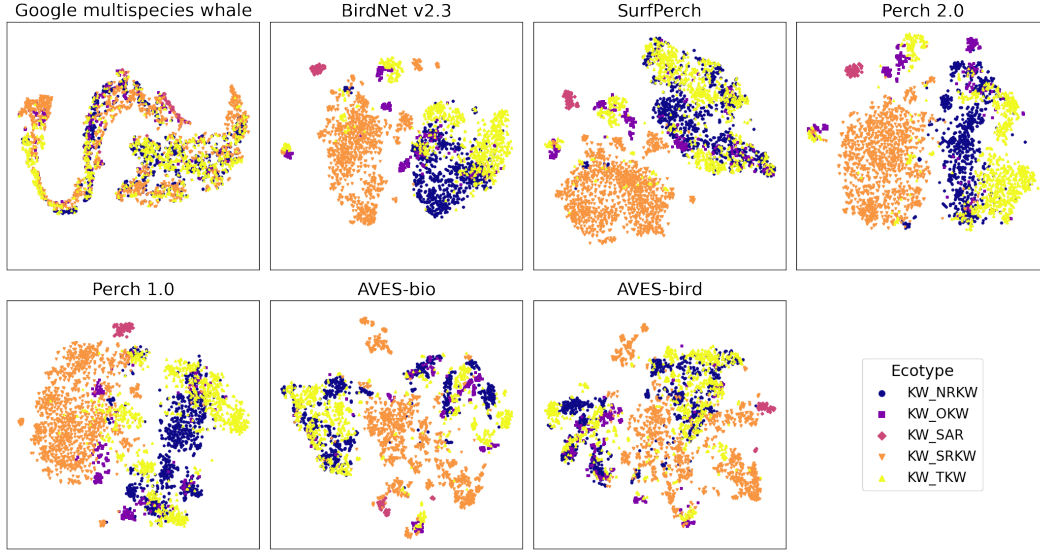 Google multispecies whale
BirdNet v2.3
SurfPerch
Perch 2.0
Perch 1.0
AVES-bio
AVES-bird
Ecotype
KW_NRKW
KW_OKW
KW_SAR
KW_SRKW
KW_TKW